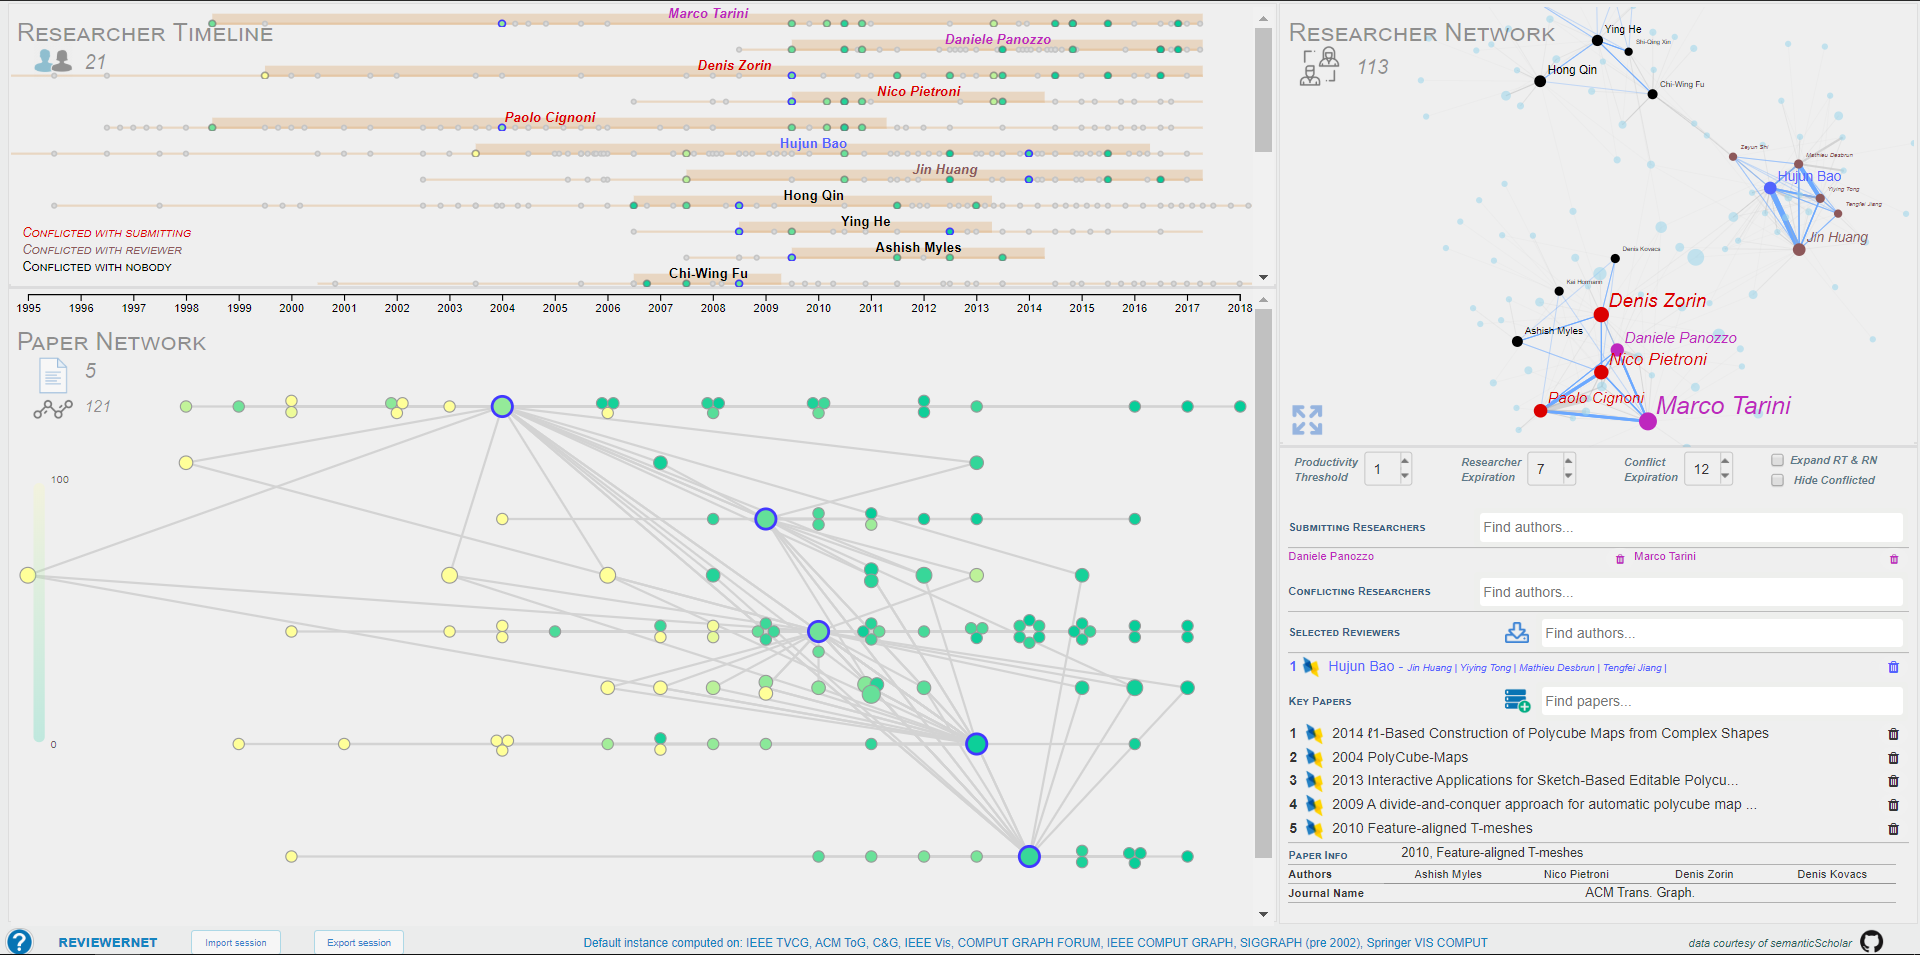 RESEARCHER TIMELINE
21
Marco Tarini
Daniele Panozzo
Denis Zorin
Nico Pietroni
Paolo Cignoni
Hujun Bao
Jin Huang
Hong Qin
Ying He
Ashish Myles
Chi-Wing Fu
CONFLICTED WITH SUBMITTING
CONFLICTED WITH REVIEWER
CONFLICTED WITH NOBODY
1995 1996 1997 1998 1999 2000 2001 2002 2003 2004 2005 2006 2007 2008 2009 2010 2011 2012 2013 2014 2015 2016 2017 2018
PAPER NETWORK
5
121
100
0
RESEARCHER NETWORK
113
Ying He
Shi-Qing Xin
Hong Qin
Chi-Wing Fu
Zeyun Shi
Mathieu Desbrun
Hujun Bao
Yiying Tong
Tengfei Jiang
Jin Huang
Denis Kovacs
Kai Hormann
Denis Zorin
Ashish Myles
Daniele Panozzo
Nico Pietroni
Paolo Cignoni
Marco Tarini
Productivity Threshold 1
Researcher Expiration 7
Conflict Expiration 12
Expand RT & RN
Hide Conflicted
SUBMITTING RESEARCHERS Find authors...
Daniele Panozzo Marco Tarini
CONFLICTING RESEARCHERS Find authors...
SELECTED REVIEWERS Find authors...
1 Hujun Bao - Jin Huang | Yiying Tong | Mathieu Desbrun | Tengfei Jiang |
KEY PAPERS Find papers...
1 2014 ℓ1-Based Construction of Polycube Maps from Complex Shapes
2 2004 PolyCube-Maps
3 2013 Interactive Applications for Sketch-Based Editable Polycu...
4 2009 A divide-and-conquer approach for automatic polycube map ...
5 2010 Feature-aligned T-meshes
PAPER INFO 2010, Feature-aligned T-meshes
Authors Ashish Myles Nico Pietroni Denis Zorin Denis Kovacs
Journal Name ACM Trans. Graph.
? REVIEWERNET Import session Export session Default instance computed on: IEEE TVCG, ACM ToG, C&G, IEEE Vis, COMPUT GRAPH FORUM, IEEE COMPUT GRAPH, SIGGRAPH (pre 2002), Springer VIS COMPUT data courtesy of semanticScholar